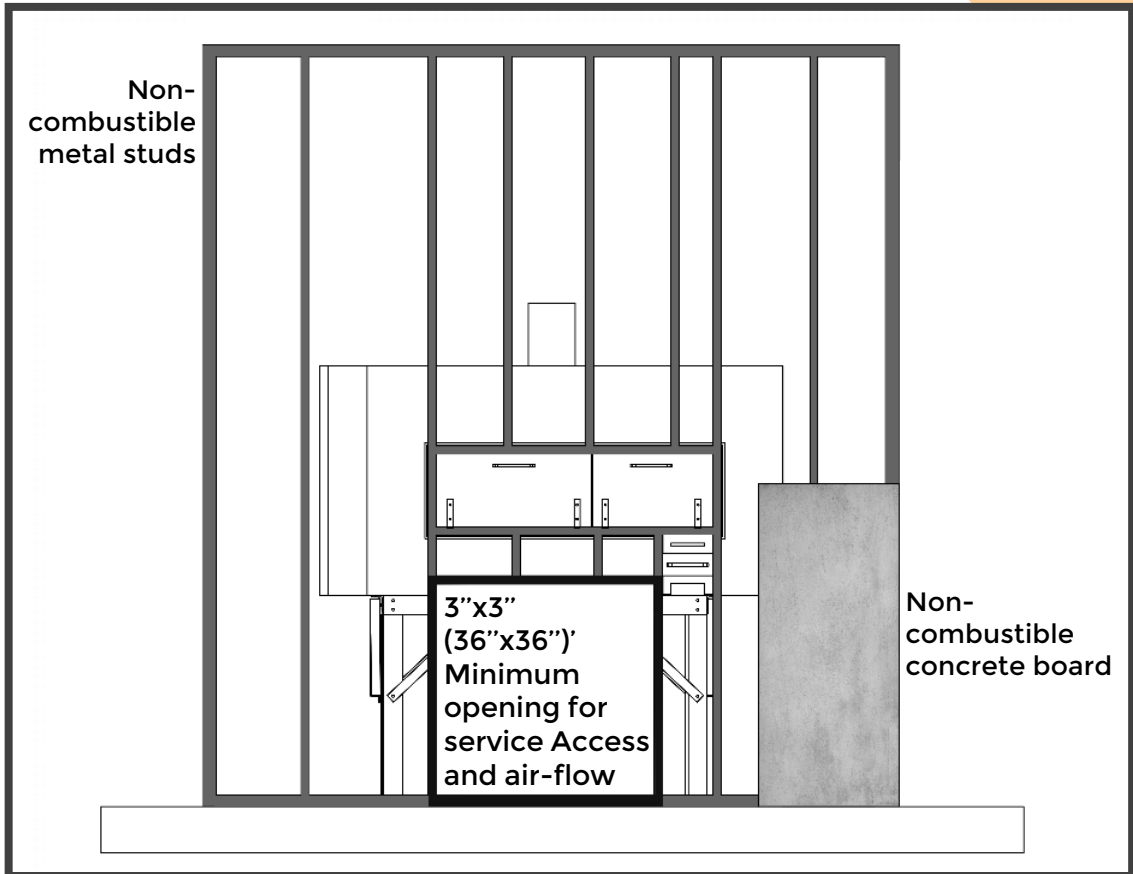 Non-
combustible
metal studs
3’’x3’’
(36’’x36’’)’
Minimum
opening for
service Access
and air-flow
Non-
combustible
concrete board